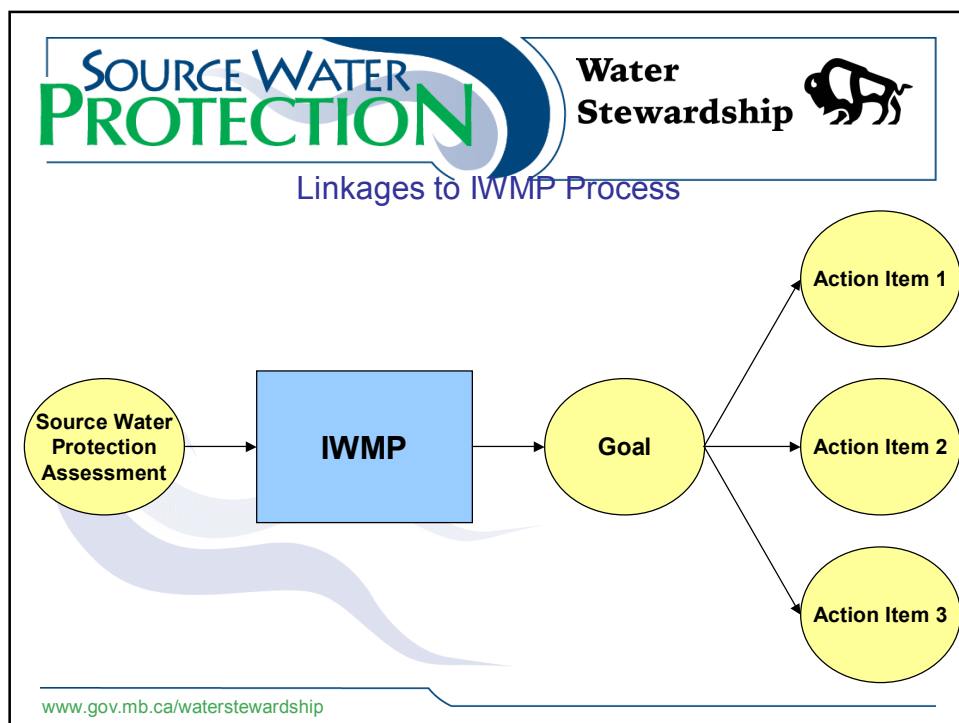 SOURCE WATER
PROTECTION
Water
Stewardship
Linkages to IWMP Process
Source Water
Protection
Assessment
IWMP
Goal
Action Item 1
Action Item 2
Action Item 3
www.gov.mb.ca/waterstewardship